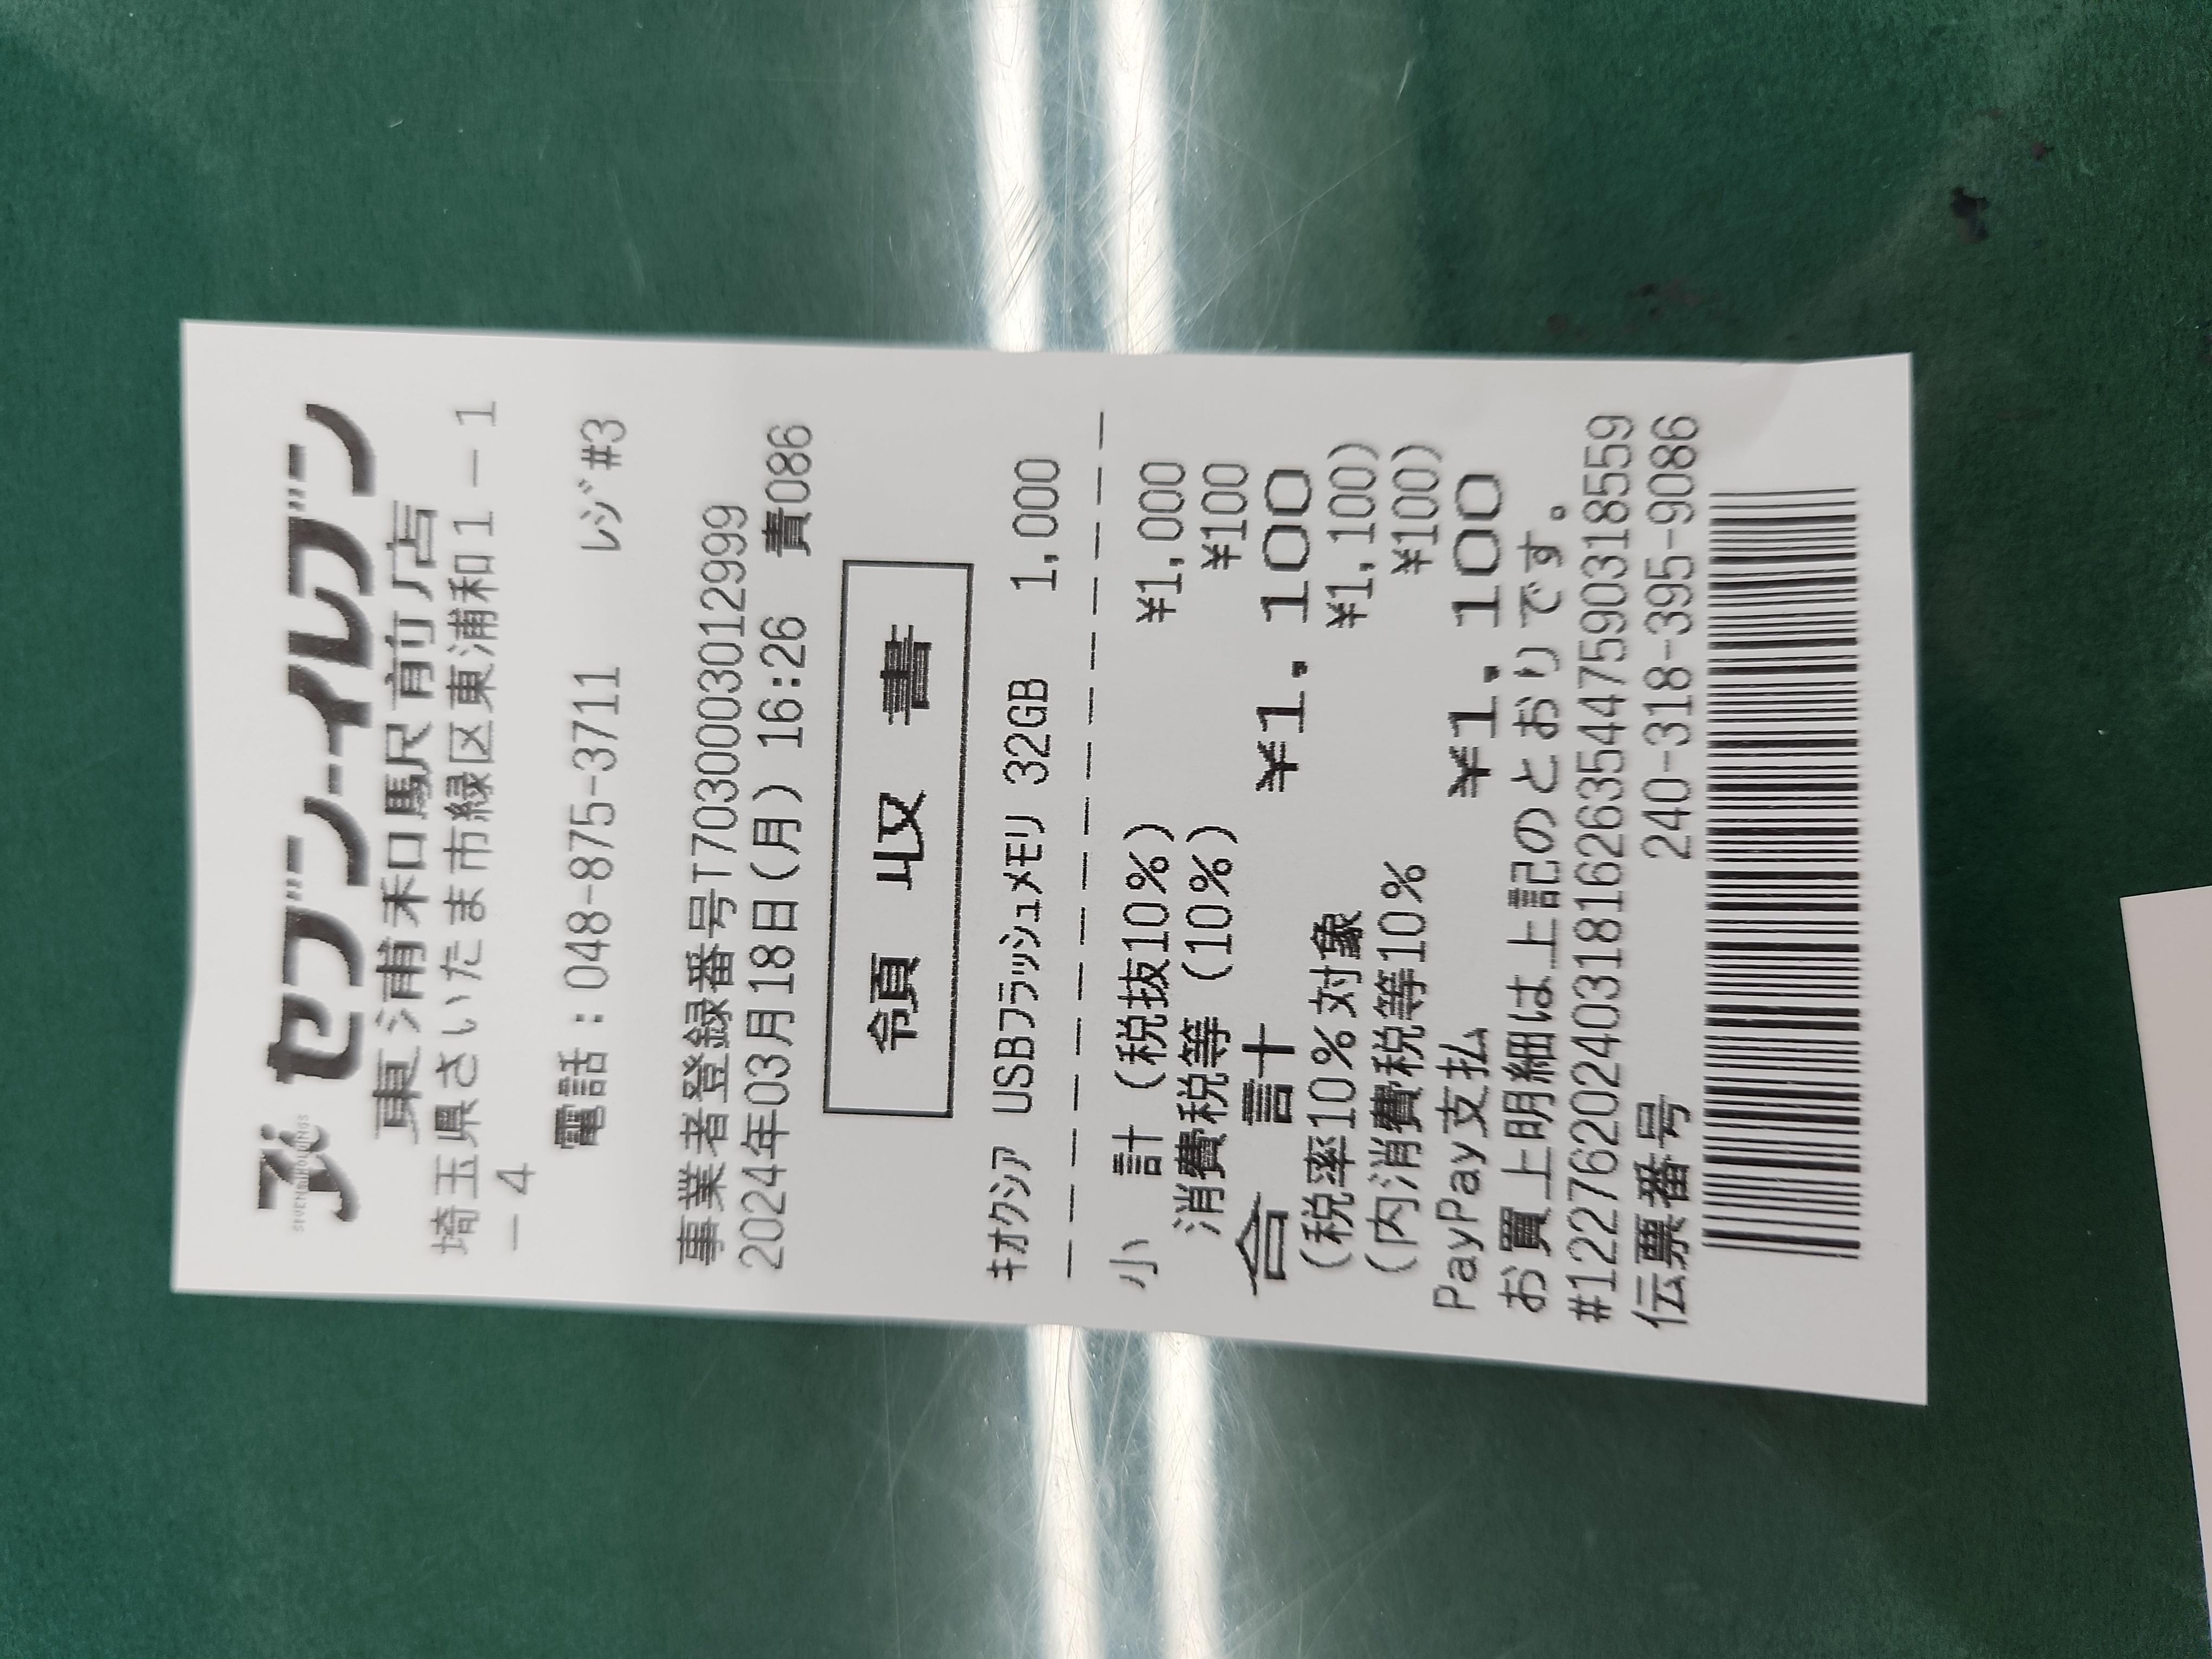 セブン-イレブン
東浦和駅前店
埼玉県さいたま市緑区東浦和1-1
-4
電話：048-875-3711 ﾚｼﾞ#3
事業者登録番号T7030003012999
2024年03月18日(月) 16:26 責086
領収書
ｷｵｸｼｱ USBﾌﾗｯｼｭﾒﾓﾘ 32GB 1,000
小 計（税抜10％） ¥1,000
消費税等（10％） ¥100
合 計 ¥1,100
（税率10％対象 ¥1,100）
（内消費税等10％ ¥100）
PayPay支払 ¥1,100
お買上明細は上記のとおりです。
#1227620240318162635447590318559
伝票番号 240-318-395-9086